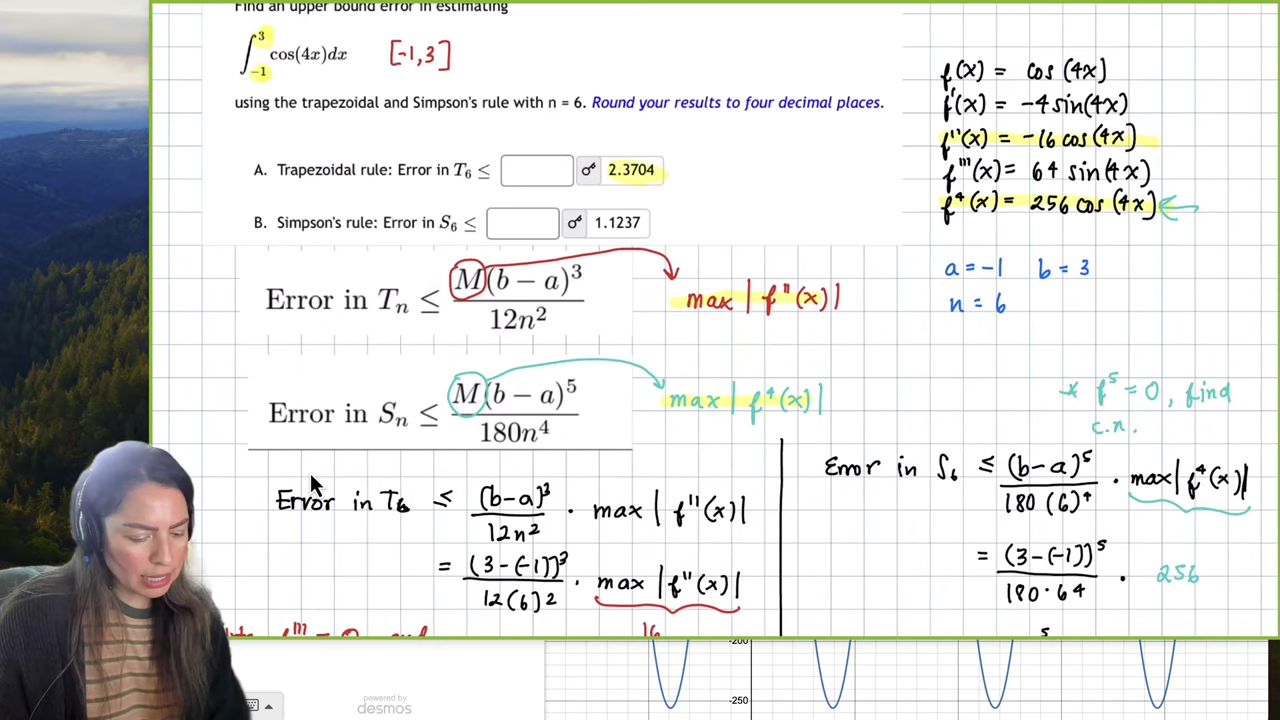 Find an upper bound error in estimating
∫_{-1}^{3} cos(4x)dx [-1,3]
using the trapezoidal and Simpson's rule with n = 6. Round your results to four decimal places.
A. Trapezoidal rule: Error in T₆ ≤ 2.3704
B. Simpson's rule: Error in S₆ ≤ 1.1237
f(x) = cos(4x)
f'(x) = -4 sin(4x)
f''(x) = -16 cos(4x)
f'''(x) = 64 sin(4x)
f⁴(x) = 256 cos(4x)
a = -1 b = 3
n = 6
Error in Tₙ ≤ M(b − a)³ / 12n²
max |f''(x)|
Error in Sₙ ≤ M(b − a)⁵ / 180n⁴
max |f⁴(x)|
* f⁵ = 0, find
c.n.
Error in T₆ ≤ (b-a)³ / 12n² · max |f''(x)|
= (3-(-1))³ / 12(6)² · max |f''(x)|
16
Error in S₆ ≤ (b-a)⁵ / 180(6)⁴ · max |f⁴(x)|
= (3-(-1))⁵ / 180·64 · 256
5
-200
-250
powered by
desmos